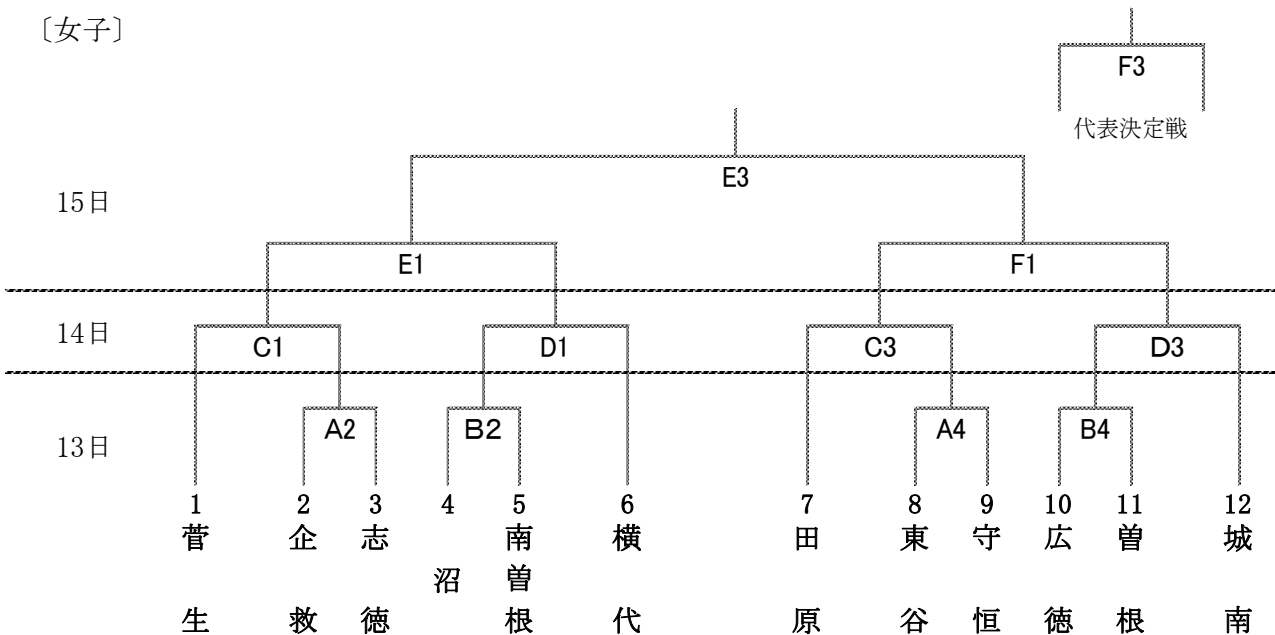 〔女子〕
F3
代表決定戦
E3
15日
E1 F1
14日
C1 D1 C3 D3
13日
A2 B2 A4 B4
1 2 3 4 5 6 7 8 9 10 11 12
菅生
企救
志徳
沼
南曽根
横代
田原
東谷
守恒
広徳
曽根
城南